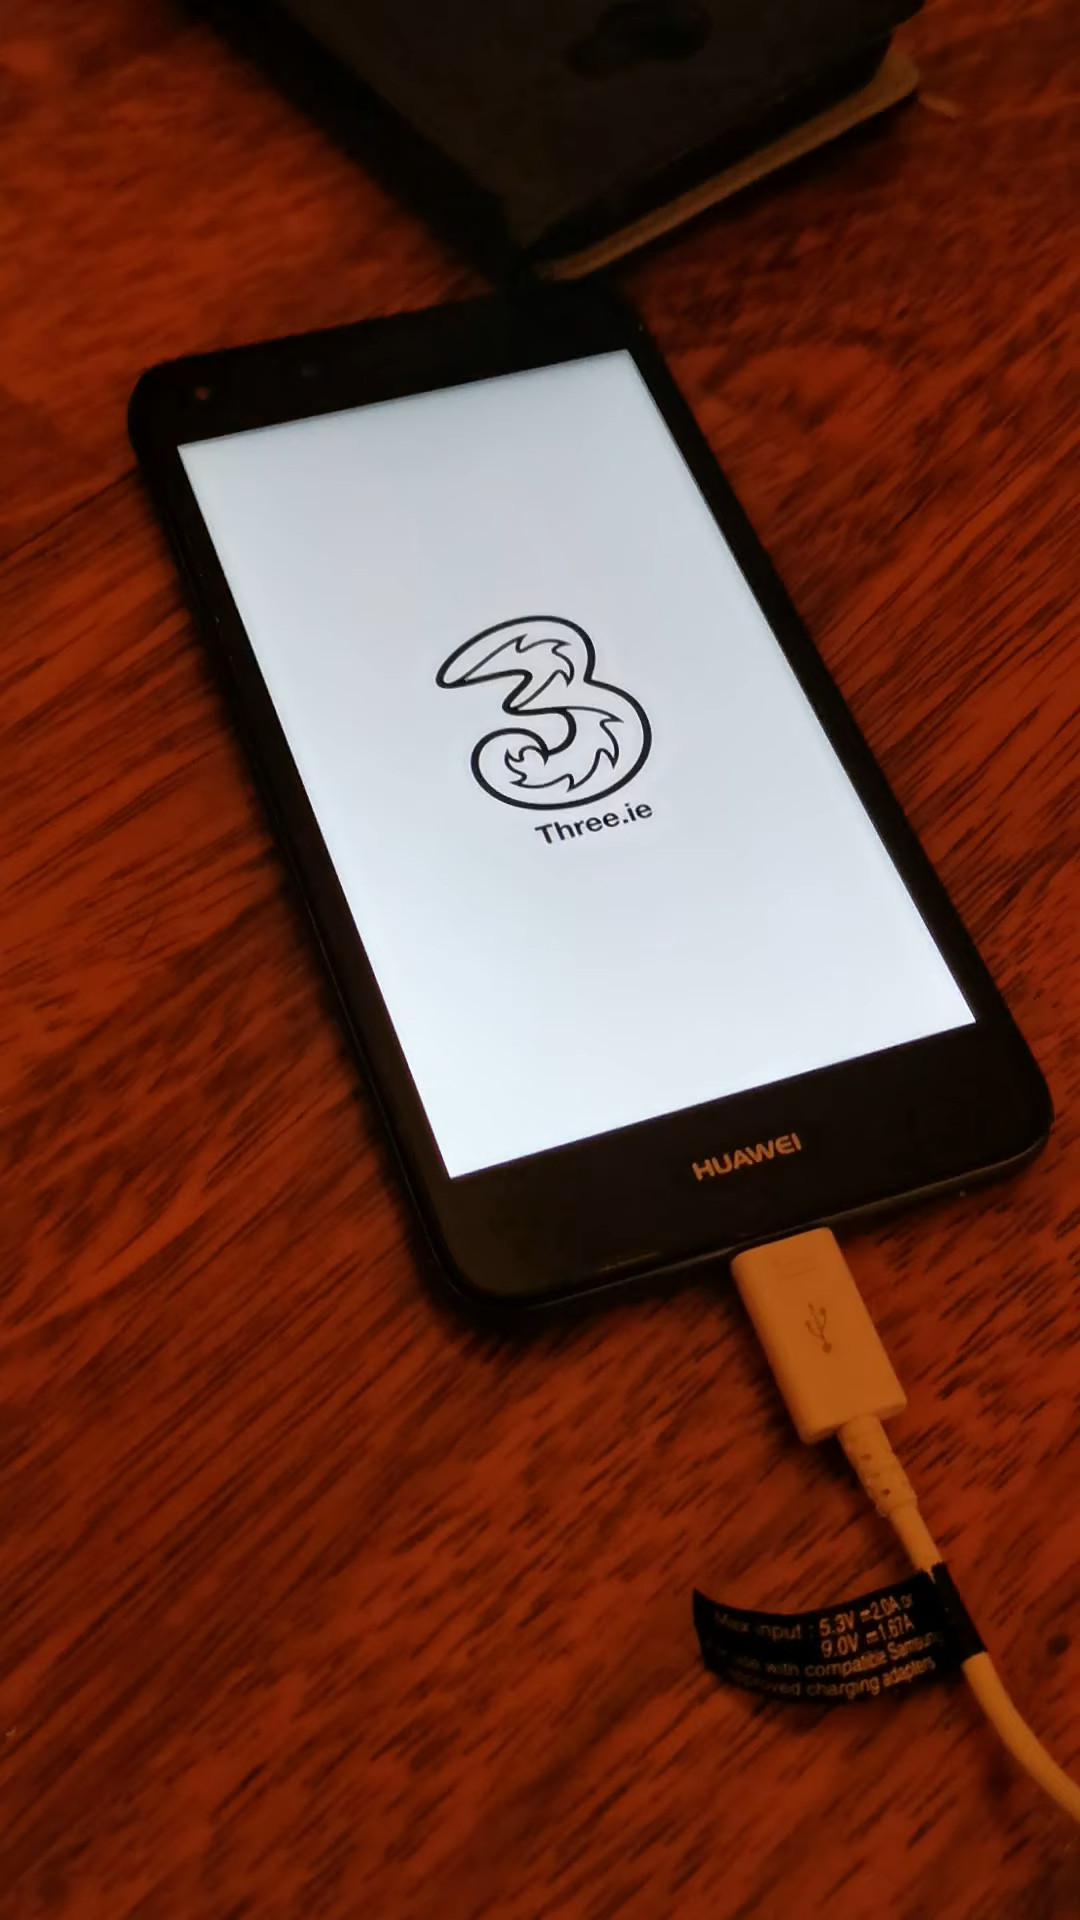 3
Three.ie
HUAWEI
Max input : 5.3V =2.0A or
9.0V =1.67A
use with compatible Samsung
approved charging adapters